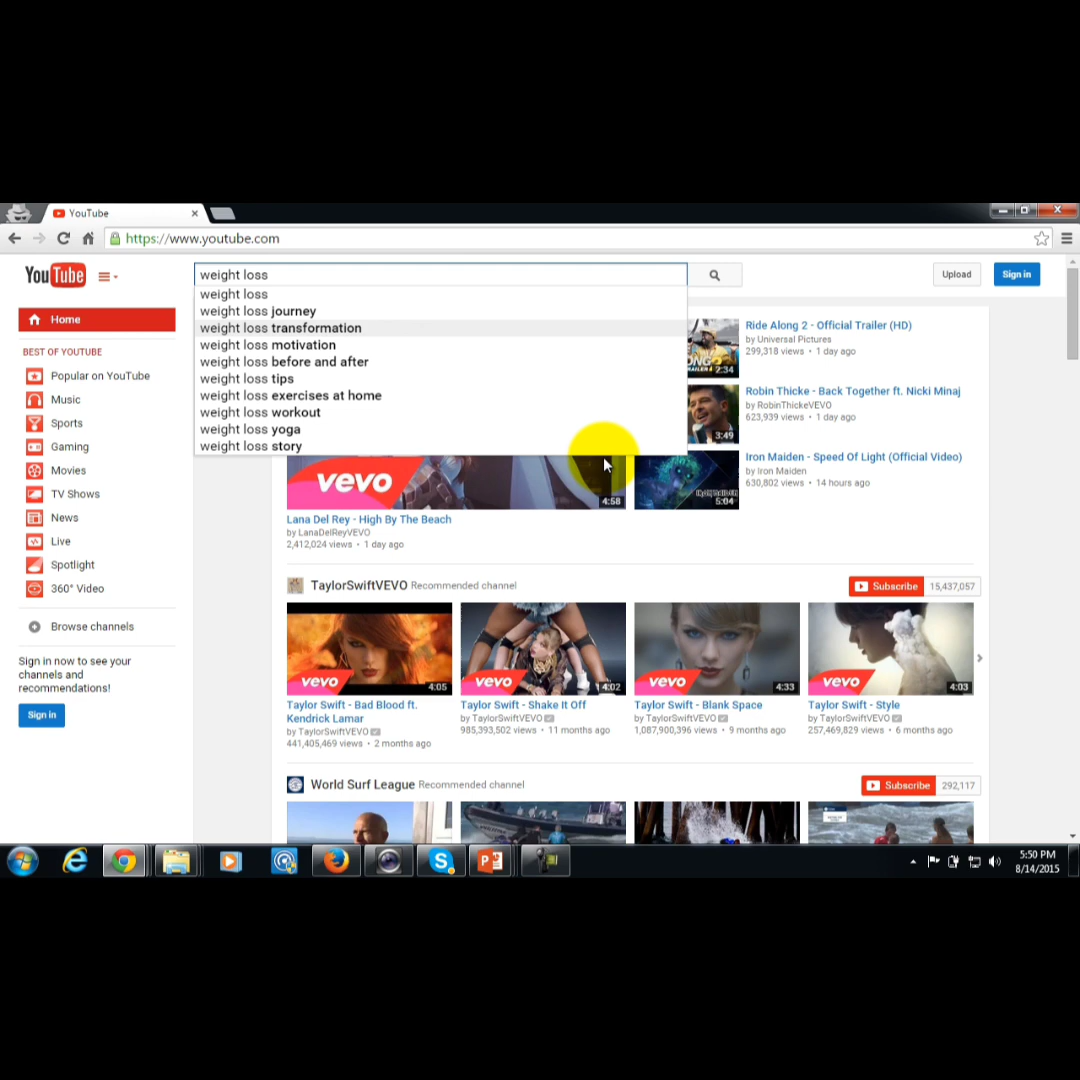 YouTube
https://www.youtube.com
YouTube
weight loss
Upload
Sign in
weight loss
weight loss journey
weight loss transformation
weight loss motivation
weight loss before and after
weight loss tips
weight loss exercises at home
weight loss workout
weight loss yoga
weight loss story
Home
BEST OF YOUTUBE
Popular on YouTube
Music
Sports
Gaming
Movies
TV Shows
News
Live
Spotlight
360° Video
Browse channels
Sign in now to see your
channels and
recommendations!
Sign in
2:34
Ride Along 2 - Official Trailer (HD)
by Universal Pictures
299,318 views • 1 day ago
3:49
Robin Thicke - Back Together ft. Nicki Minaj
by RobinThickeVEVO
623,939 views • 1 day ago
5:04
Iron Maiden - Speed Of Light (Official Video)
by Iron Maiden
630,802 views • 14 hours ago
vevo
4:58
Lana Del Rey - High By The Beach
by LanaDelReyVEVO
2,412,024 views • 1 day ago
TaylorSwiftVEVO Recommended channel
Subscribe 15,437,057
vevo 4:05
vevo 4:02
vevo 4:33
vevo 4:03
Taylor Swift - Bad Blood ft.
Kendrick Lamar
by TaylorSwiftVEVO
441,405,469 views • 2 months ago
Taylor Swift - Shake It Off
by TaylorSwiftVEVO
985,393,502 views • 11 months ago
Taylor Swift - Blank Space
by TaylorSwiftVEVO
1,087,900,396 views • 9 months ago
Taylor Swift - Style
by TaylorSwiftVEVO
257,469,829 views • 6 months ago
World Surf League Recommended channel
Subscribe 292,117
5:50 PM
8/14/2015